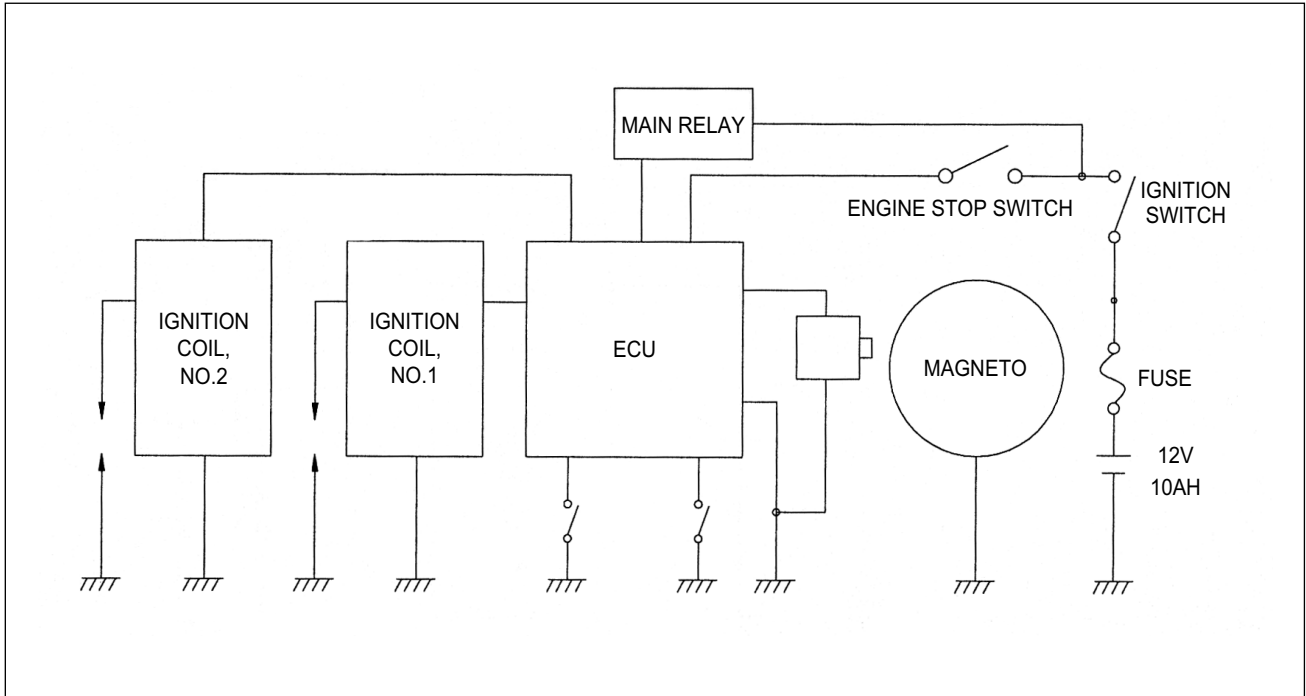 MAIN RELAY
ENGINE STOP SWITCH
IGNITION
SWITCH
IGNITION
COIL,
NO.2
IGNITION
COIL,
NO.1
ECU
MAGNETO
FUSE
12V
10AH